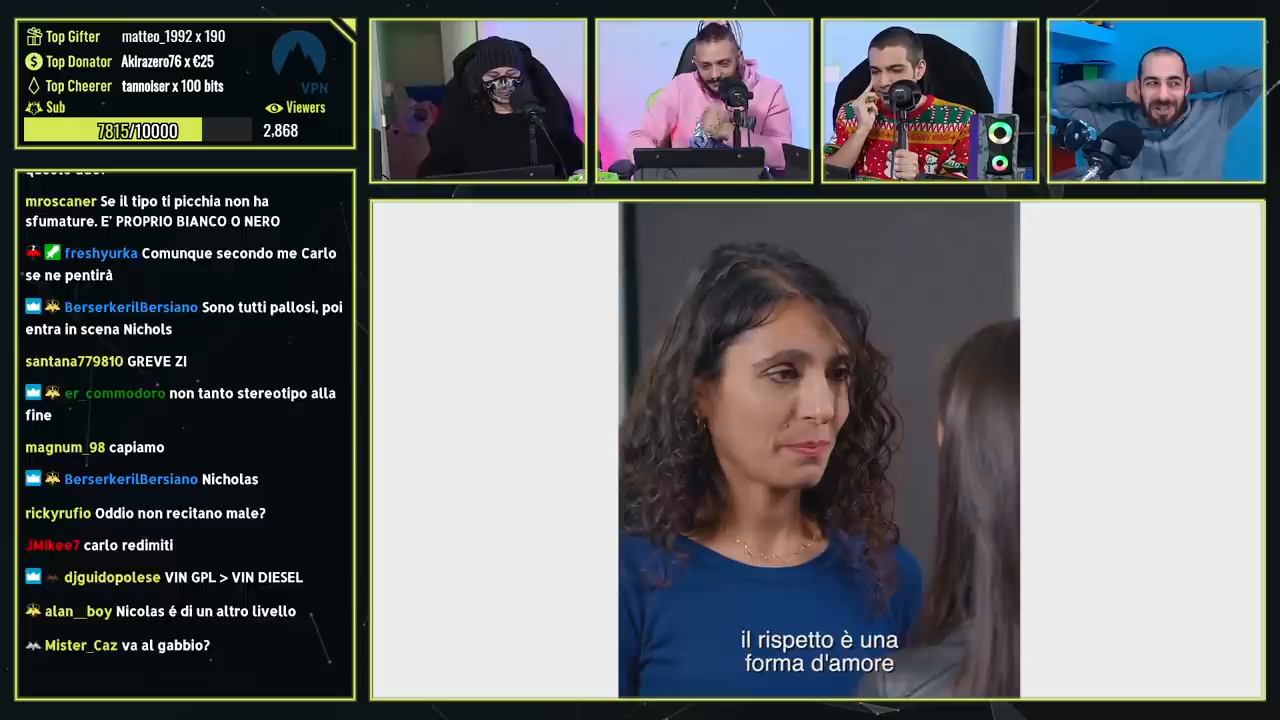 Top Gifter matteo_1992 x 190
Top Donator Akirazero76 x €25
Top Cheerer tannoiser x 100 bits
VPN
Sub Viewers
7815/10000 2,868
mroscaner Se il tipo ti picchia non ha
sfumature. E' PROPRIO BIANCO O NERO
freshyurka Comunque secondo me Carlo
se ne pentirà
BerserkerilBersiano Sono tutti pallosi, poi
entra in scena Nichols
santana779810 GREVE ZI
er_commodoro non tanto stereotipo alla
fine
magnum_98 capiamo
BerserkerilBersiano Nicholas
rickyrufio Oddio non recitano male?
JMikee7 carlo redimiti
djguidopolese VIN GPL > VIN DIESEL
alan__boy Nicolas é di un altro livello
Mister_Caz va al gabbio?
il rispetto è una
forma d'amore